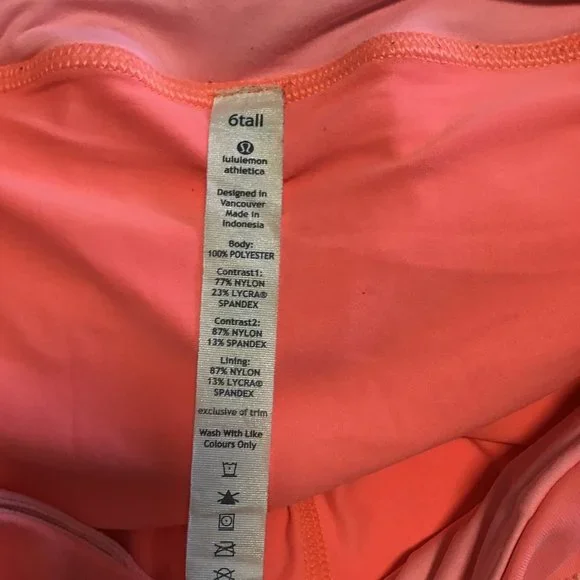 6tall
lululemon
athletica
Designed in
Vancouver
Made in
Indonesia
Body:
100% POLYESTER
Contrast1:
77% NYLON
23% LYCRA®
SPANDEX
Contrast2:
87% NYLON
13% SPANDEX
Lining:
87% NYLON
13% LYCRA®
SPANDEX
exclusive of trim
Wash With Like
Colours Only